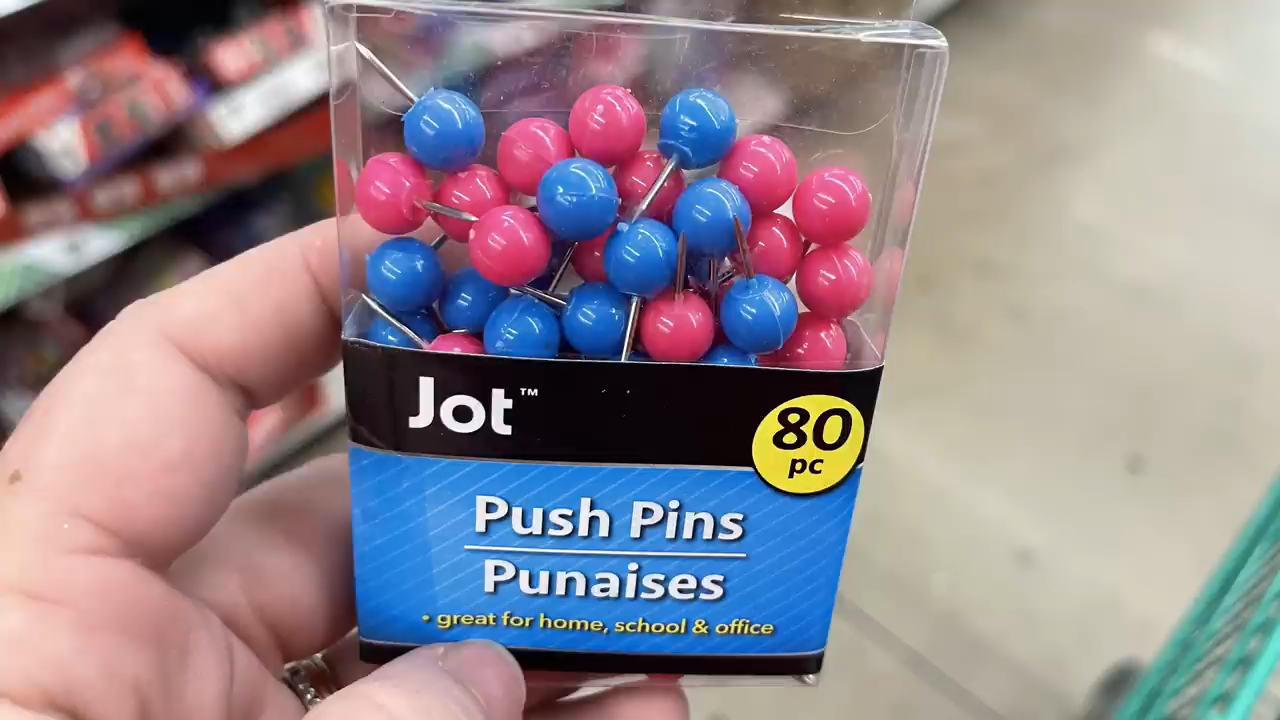 Jot™
80
pc
Push Pins
Punaises
• great for home, school & office